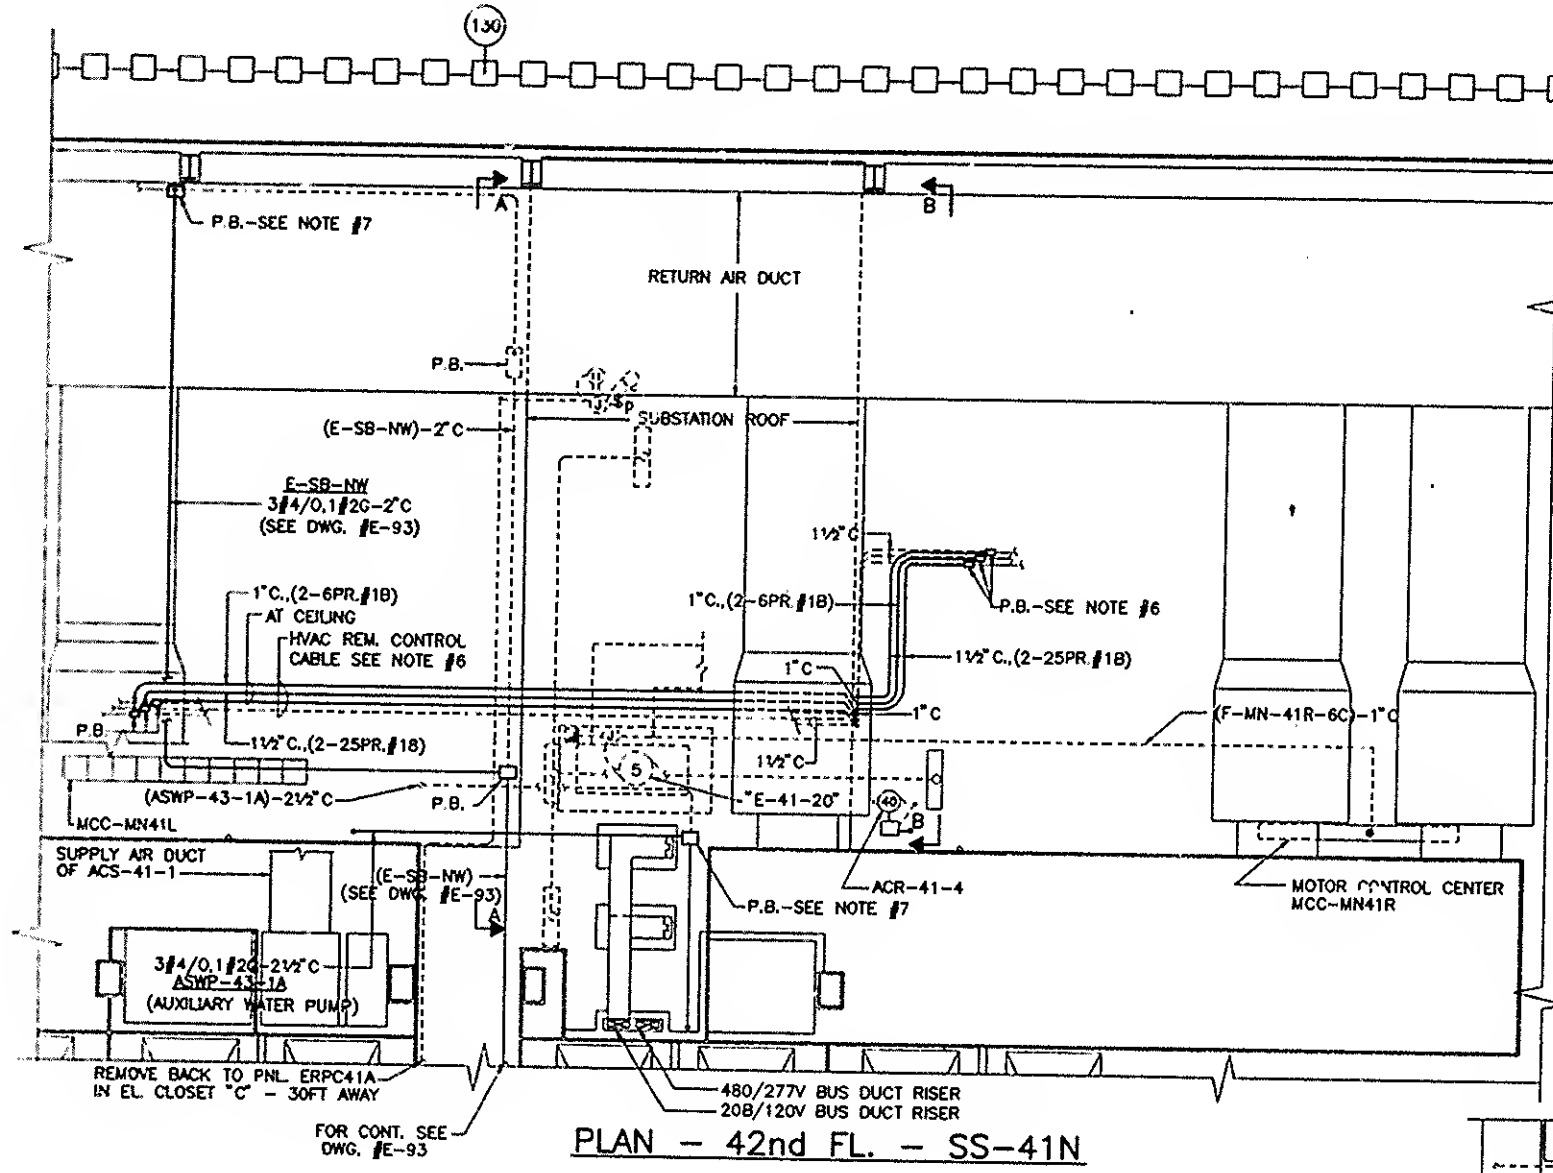 130
A
B
P.B.-SEE NOTE #7
RETURN AIR DUCT
P.B.
SUBSTATION ROOF
(E-SB-NW)-2"C
E-SB-NW
3#4/0,1#2G-2"C
(SEE DWG. #E-93)
1½"C
1"C.,(2-6PR.#18)
AT CEILING
HVAC REM. CONTROL
CABLE SEE NOTE #6
1"C.,(2-6PR.#18)
P.B.-SEE NOTE #6
1½"C.,(2-25PR.#18)
1"C
1"C
(F-MN-41R-6C)-1"C
P.B.
1½"C.,(2-25PR.#18)
1½"C
5
(ASWP-43-1A)-2½"C
P.B.
"E-41-20"
40
B
MCC-MN41L
SUPPLY AIR DUCT
OF ACS-41-1
(E-SB-NW)
(SEE DWG. #E-93)
A
ACR-41-4
P.B.-SEE NOTE #7
MOTOR CONTROL CENTER
MCC-MN41R
3#4/0,1#2G-2½"C
ASWP-43-1A
(AUXILIARY WATER PUMP)
REMOVE BACK TO PNL. ERPC41A
IN EL. CLOSET "C" - 30FT AWAY
480/277V BUS DUCT RISER
208/120V BUS DUCT RISER
FOR CONT. SEE
DWG. #E-93
PLAN - 42nd FL. - SS-41N